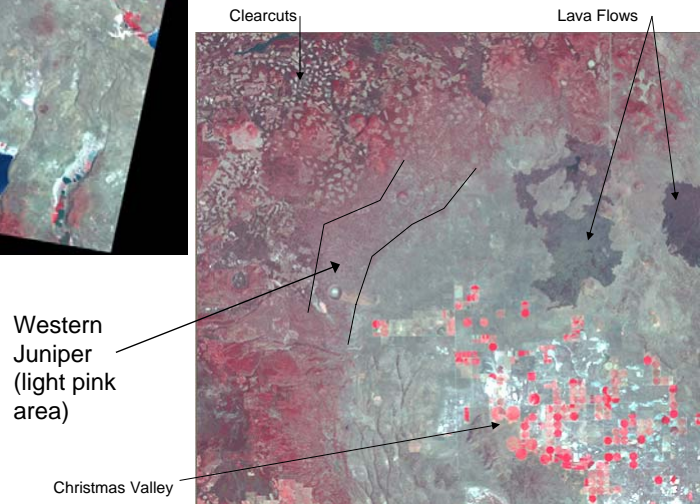 Clearcuts
Lava Flows
Western
Juniper
(light pink
area)
Christmas Valley